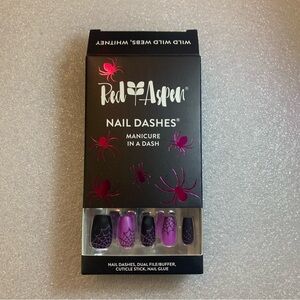 WILD WILD WEBS, WHITNEY
Red Aspen®
NAIL DASHES®
MANICURE
IN A DASH
NAIL DASHES, DUAL FILE/BUFFER,
CUTICLE STICK, NAIL GLUE